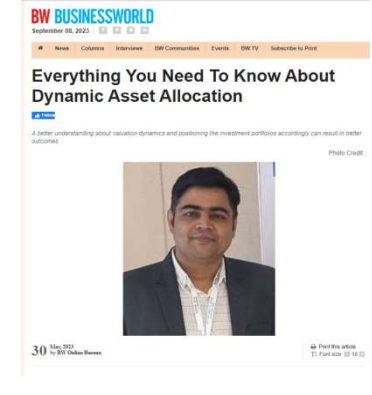 BW BUSINESSWORLD
September 08, 2023
News Columns Interviews BW Communities Events BW TV Subscribe to Print
Everything You Need To Know About
Dynamic Asset Allocation
Follow
A better understanding about valuation dynamics and positioning the investment portfolios accordingly can result in better
outcomes
Photo Credit
30 May, 2023
by BW Online Bureau
Print this article
Font size 16